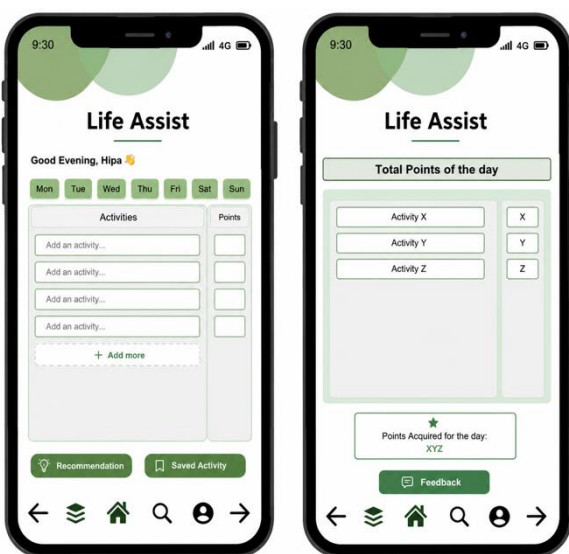 9:30
4G
Life Assist
Good Evening, Hipa 👋
Mon Tue Wed Thu Fri Sat Sun
Activities Points
Add an activity...
Add an activity...
Add an activity...
Add an activity...
+ Add more
Recommendation Saved Activity
9:30
4G
Life Assist
Total Points of the day
Activity X X
Activity Y Y
Activity Z Z
Points Acquired for the day:
XYZ
Feedback